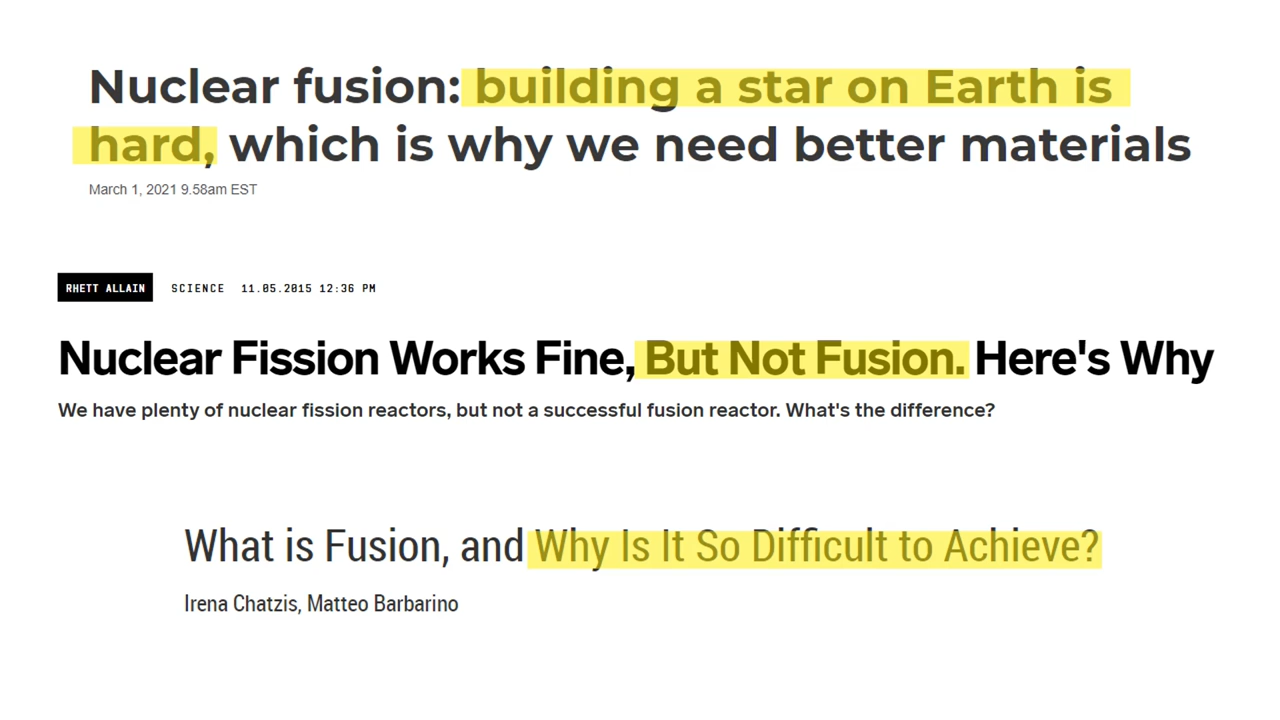 Nuclear fusion: building a star on Earth is
hard, which is why we need better materials
March 1, 2021 9.58am EST
RHETT ALLAIN SCIENCE 11.05.2015 12:36 PM
Nuclear Fission Works Fine, But Not Fusion. Here's Why
We have plenty of nuclear fission reactors, but not a successful fusion reactor. What's the difference?
What is Fusion, and Why Is It So Difficult to Achieve?
Irena Chatzis, Matteo Barbarino